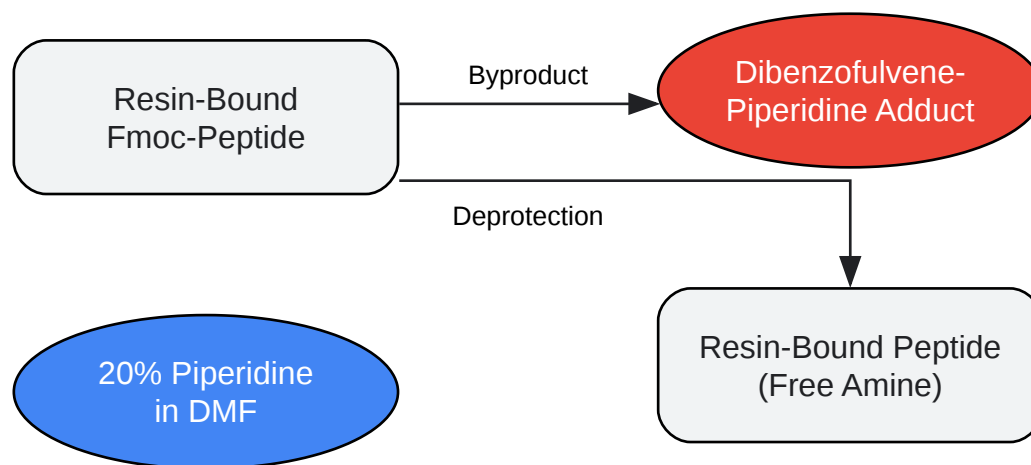 Resin-Bound
Fmoc-Peptide
Byproduct
Dibenzofulvene-
Piperidine Adduct
Deprotection
20% Piperidine
in DMF
Resin-Bound Peptide
(Free Amine)